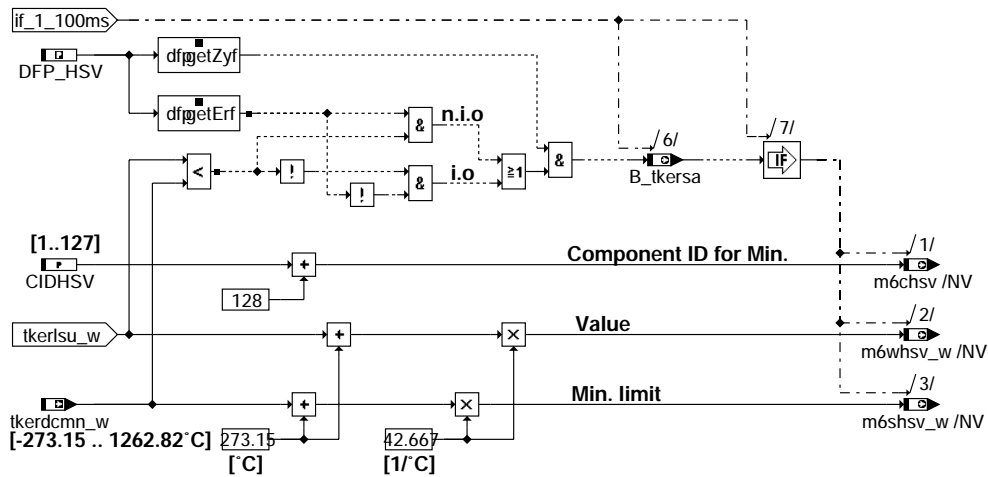 if_1_100ms
DFP_HSV
dfpgetZyf
dfpgetErf
n.i.o
/6/
/7/
&
<
!
&
i.o
≥1
&
!
B_tkersa
IF
[1..127]
CIDHSV
+
128
Component ID for Min.
/1/
m6chsv /NV
tkerlsu_w
+
×
Value
/2/
m6whsv_w /NV
tkerdcmn_w
+
×
Min. limit
/3/
m6shsv_w /NV
[-273.15 .. 1262.82°C]
273.15
42.667
[°C]
[1/°C]